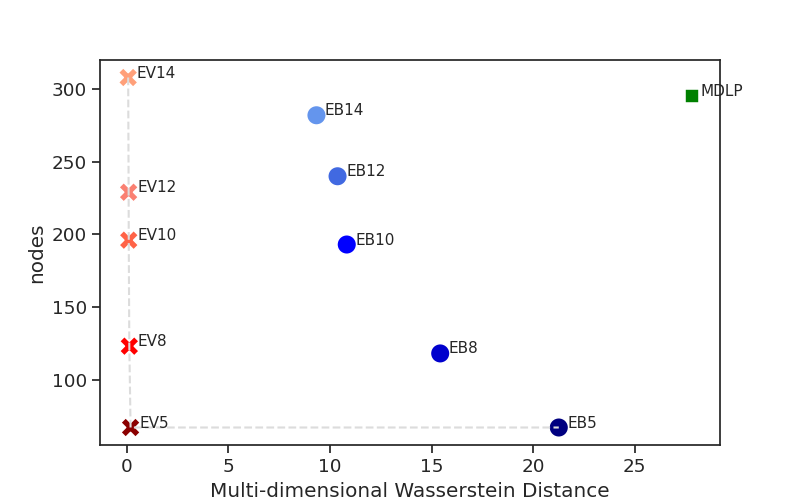 300
250
200
150
100
nodes
EV14
EV12
EV10
EV8
EV5
EB14
EB12
EB10
EB8
EB5
MDLP
0
5
10
15
20
25
Multi-dimensional Wasserstein Distance